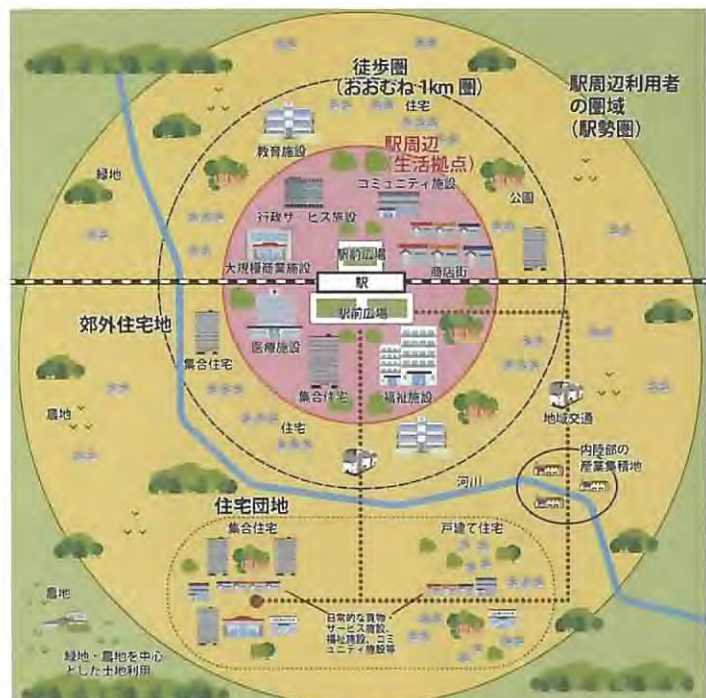 徒歩圏
(おおむね1km圏)
住宅
駅周辺利用者
の圏域
(駅勢圏)
教育施設
駅周辺
(生活拠点)
コミュニティ施設
緑地
公園
行政サービス施設
大規模商業施設
駅前広場
商店街
駅
駅前広場
郊外住宅地
医療施設
集合住宅
集合住宅
福祉施設
農地
住宅
地域交通
内陸部の
産業集積地
河川
住宅団地
集合住宅
戸建て住宅
農地
日常的な買物・
サービス施設、
福祉施設、コミ
ュニティ施設等
緑地・農地を中心
とした土地利用